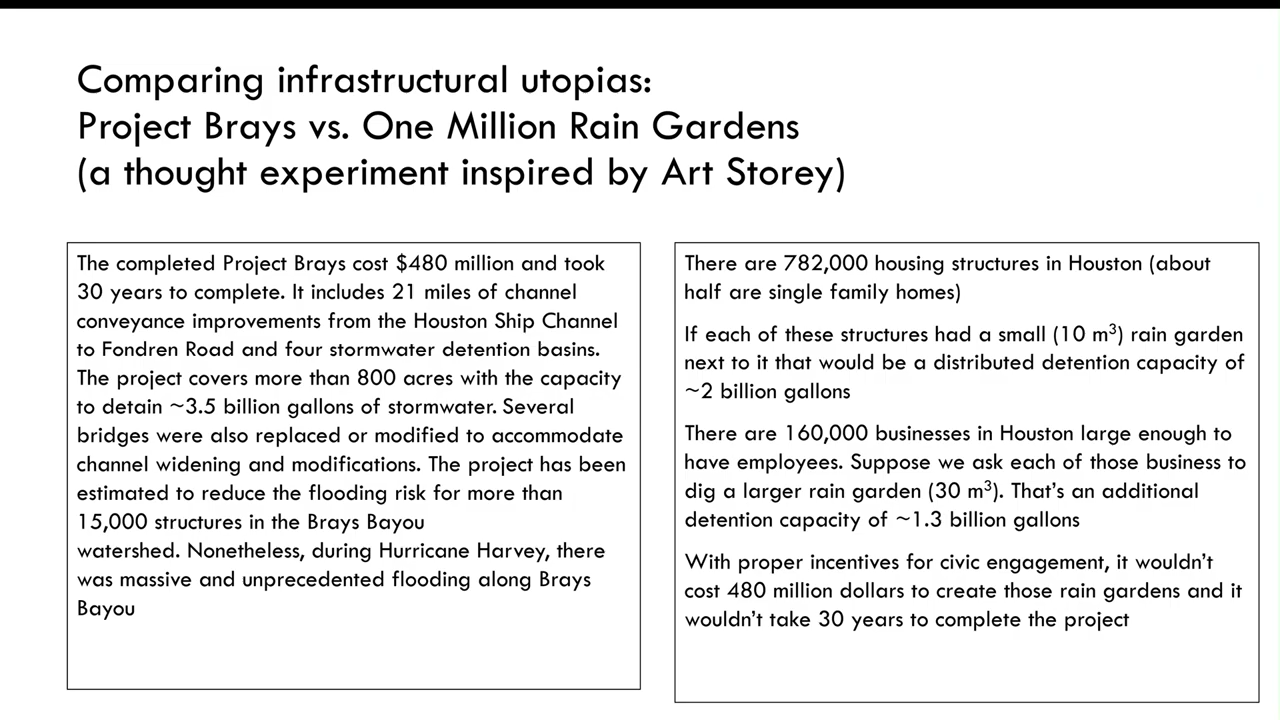 Comparing infrastructural utopias:
Project Brays vs. One Million Rain Gardens
(a thought experiment inspired by Art Storey)
The completed Project Brays cost $480 million and took
30 years to complete. It includes 21 miles of channel
conveyance improvements from the Houston Ship Channel
to Fondren Road and four stormwater detention basins.
The project covers more than 800 acres with the capacity
to detain ~3.5 billion gallons of stormwater. Several
bridges were also replaced or modified to accommodate
channel widening and modifications. The project has been
estimated to reduce the flooding risk for more than
15,000 structures in the Brays Bayou
watershed. Nonetheless, during Hurricane Harvey, there
was massive and unprecedented flooding along Brays
Bayou
There are 782,000 housing structures in Houston (about
half are single family homes)
If each of these structures had a small (10 m³) rain garden
next to it that would be a distributed detention capacity of
~2 billion gallons
There are 160,000 businesses in Houston large enough to
have employees. Suppose we ask each of those business to
dig a larger rain garden (30 m³). That's an additional
detention capacity of ~1.3 billion gallons
With proper incentives for civic engagement, it wouldn't
cost 480 million dollars to create those rain gardens and it
wouldn't take 30 years to complete the project